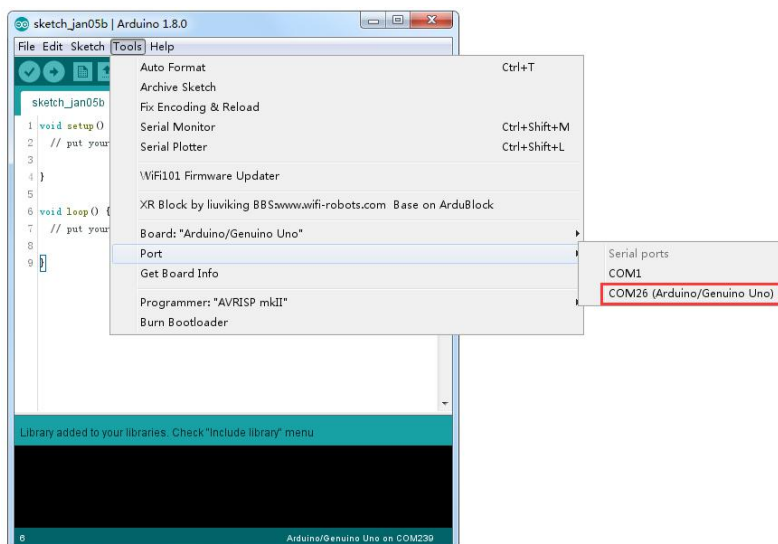 sketch_jan05b | Arduino 1.8.0
File Edit Sketch Tools Help
Auto Format Ctrl+T
Archive Sketch
Fix Encoding & Reload
Serial Monitor Ctrl+Shift+M
Serial Plotter Ctrl+Shift+L
WiFi101 Firmware Updater
XR Block by liuviking BBS:www.wifi-robots.com Base on ArduBlock
Board: "Arduino/Genuino Uno"
Port
Get Board Info
Programmer: "AVRISP mkII"
Burn Bootloader
Serial ports
COM1
COM26 (Arduino/Genuino Uno)
sketch_jan05b
1 void setup()
2 // put your
3
4 }
5
6 void loop() {
7 // put your
8
9 }
Library added to your libraries. Check "Include library" menu
6 Arduino/Genuino Uno on COM239